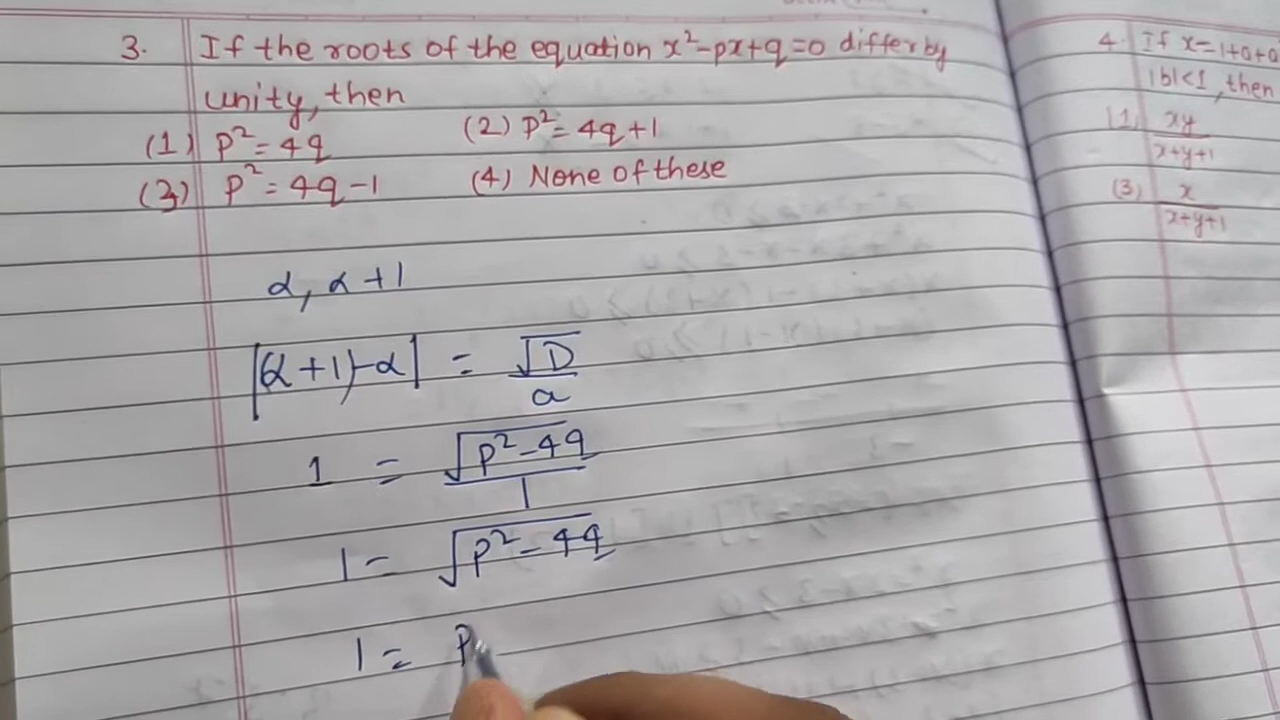 3. If the roots of the equation x²-px+q=0 differ by
unity, then
(1) p²=4q (2) p²=4q+1
(3) p²=4q-1 (4) None of these
α, α+1
|(α+1)-α| = √D/a
1 = √(p²-4q)/1
1 = √(p²-4q)
1 = p
4. If x=1+a+a
|b|<1, then
(1) xy/x+y+1
(3) x/x+y+1